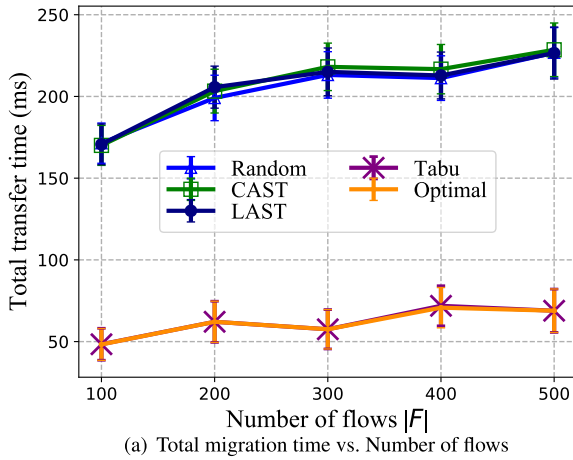 250
200
150
100
50
Total transfer time (ms)
Random
CAST
LAST
Tabu
Optimal
100 200 300 400 500
Number of flows |F|
(a) Total migration time vs. Number of flows